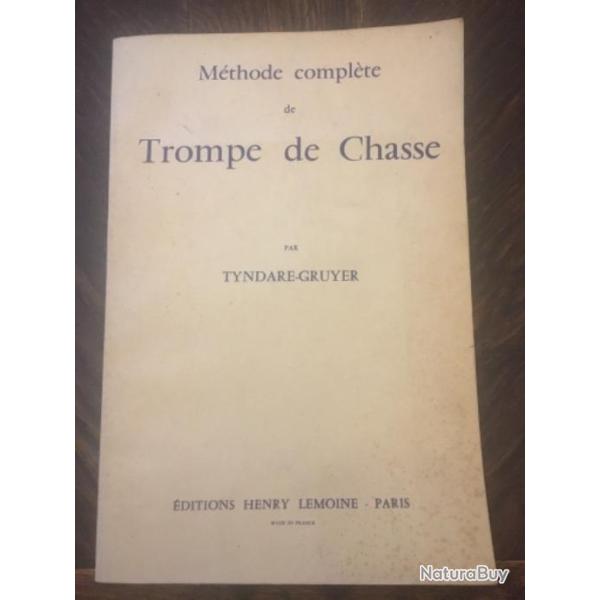 Méthode complète
de
Trompe de Chasse
PAR
TYNDARE-GRUYER
ÉDITIONS HENRY LEMOINE - PARIS
MADE IN FRANCE
NaturaBuy